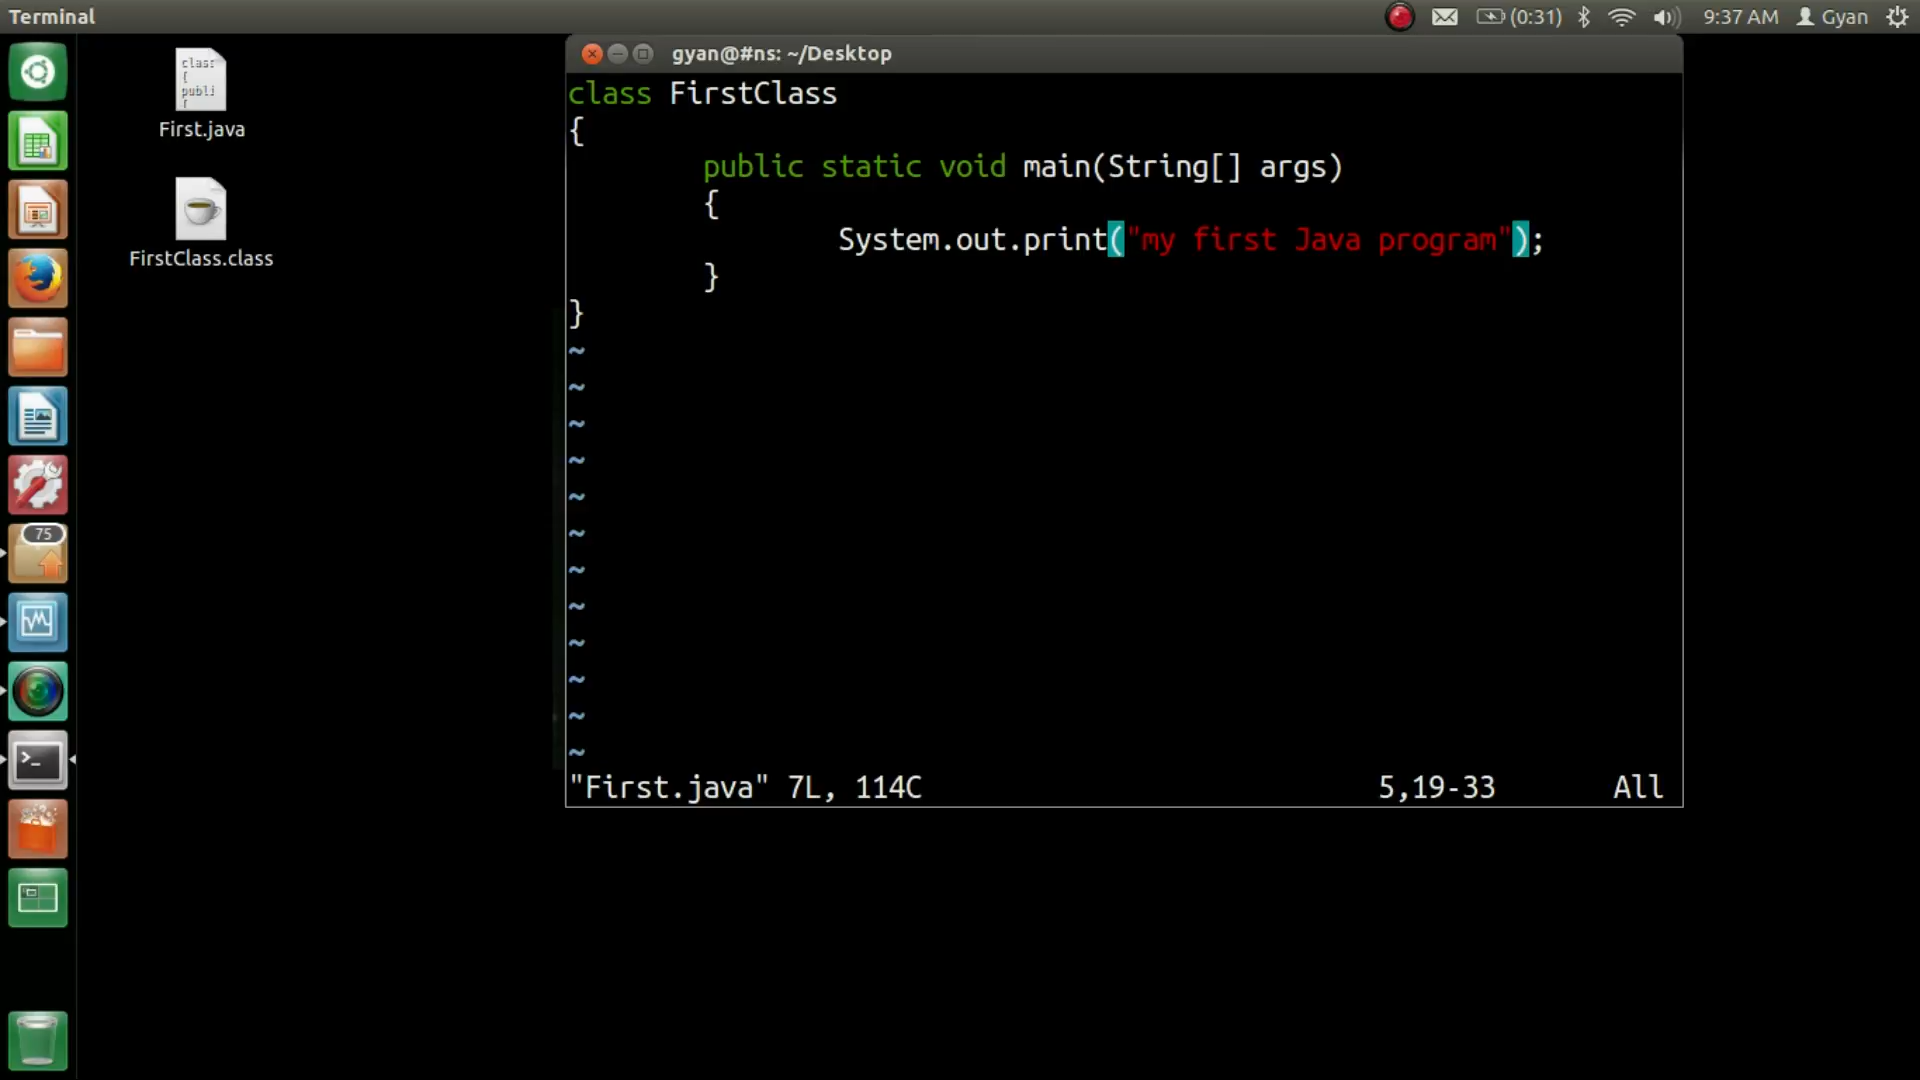 Terminal
(0:31) 9:37 AM Gyan
First.java
FirstClass.class
75
gyan@#ns: ~/Desktop
class FirstClass
{
public static void main(String[] args)
{
System.out.print("my first Java program");
}
}
~
~
~
~
~
~
~
~
~
~
~
~
"First.java" 7L, 114C 5,19-33 All
clas:
{
publi
{